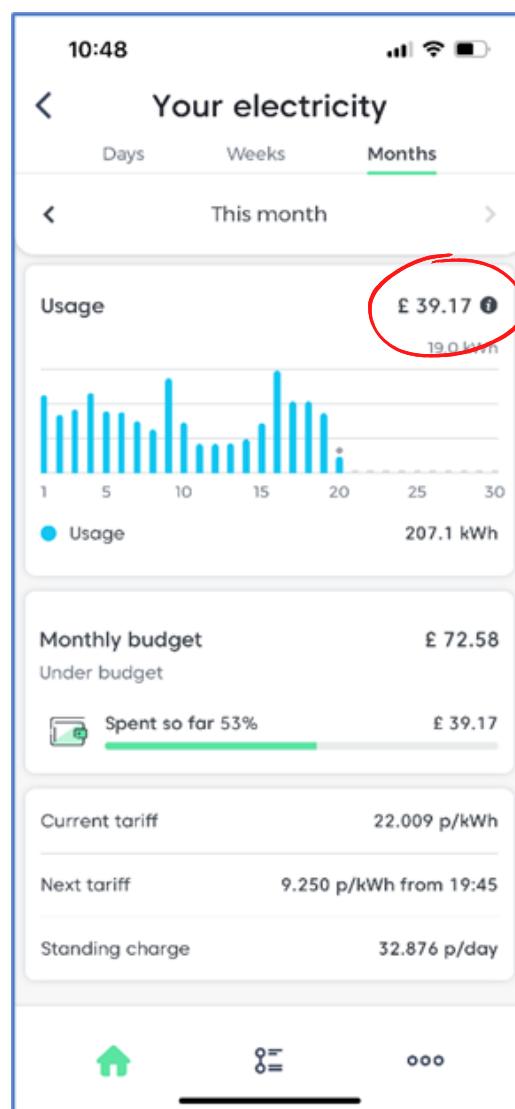 10:48
Your electricity
Days Weeks Months
This month
Usage £ 39.17
19.0 kWh
1 5 10 15 20 25 30
Usage 207.1 kWh
Monthly budget £ 72.58
Under budget
Spent so far 53% £ 39.17
Current tariff 22.009 p/kWh
Next tariff 9.250 p/kWh from 19:45
Standing charge 32.876 p/day